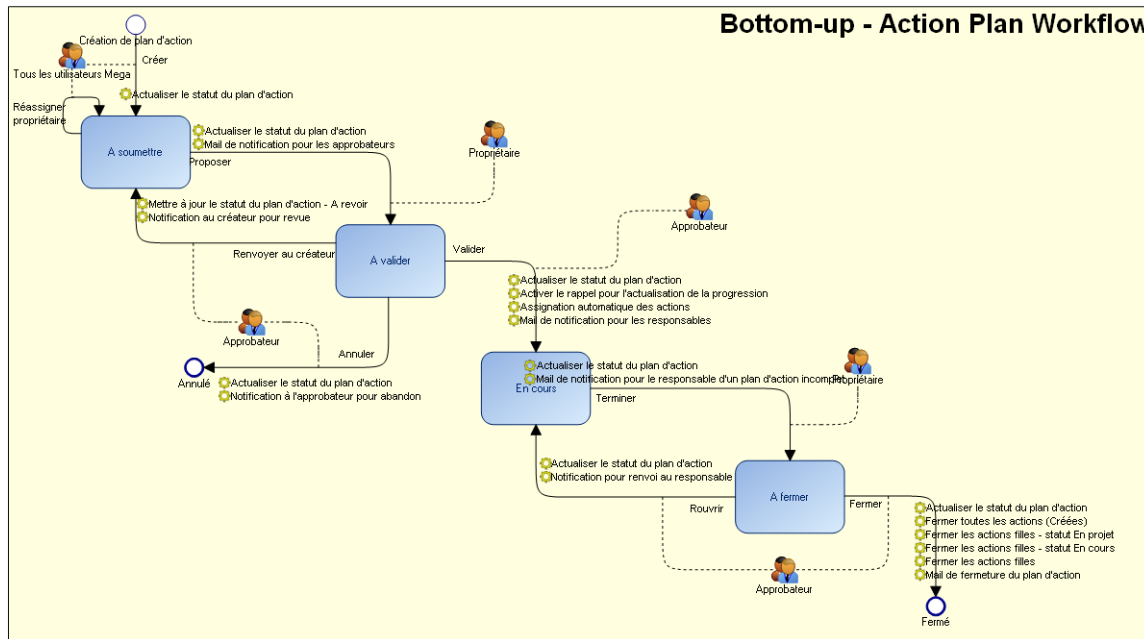 Bottom-up - Action Plan Workflow
Création de plan d'action
Créer
Tous les utilisateurs Mega
Actualiser le statut du plan d'action
Réassigner
propriétaire
A soumettre
Actualiser le statut du plan d'action
Mail de notification pour les approbateurs
Proposer
Propriétaire
Mettre à jour le statut du plan d'action - A revoir
Notification au créateur pour revue
Renvoyer au créateur
A valider
Valider
Approbateur
Actualiser le statut du plan d'action
Activer le rappel pour l'actualisation de la progression
Assignation automatique des actions
Mail de notification pour les responsables
Approbateur
Annuler
Annulé
Actualiser le statut du plan d'action
Notification à l'approbateur pour abandon
Actualiser le statut du plan d'action
Mail de notification pour le responsable d'un plan d'action
En cours
Terminer
Propriétaire
Actualiser le statut du plan d'action
Notification pour renvoi au responsable
Rouvrir
A fermer
Fermer
Actualiser le statut du plan d'action
Fermer toutes les actions (Créées)
Fermer les actions filles - statut En projet
Fermer les actions filles - statut En cours
Fermer les actions filles
Mail de fermeture du plan d'action
Approbateur
Fermé